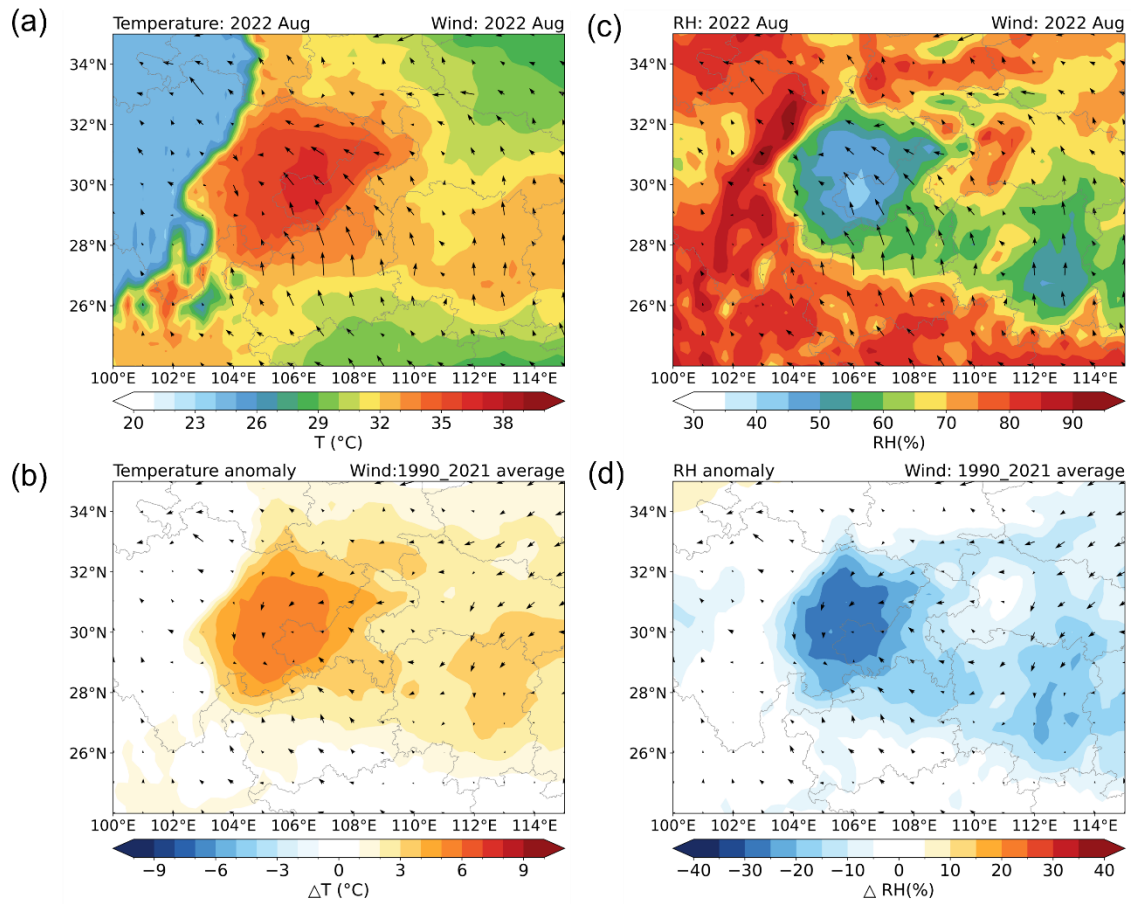 (a)
Temperature: 2022 Aug Wind: 2022 Aug
34°N
32°N
30°N
28°N
26°N
100°E 102°E 104°E 106°E 108°E 110°E 112°E 114°E
20 23 26 29 32 35 38
T (°C)
(c)
RH: 2022 Aug Wind: 2022 Aug
34°N
32°N
30°N
28°N
26°N
100°E 102°E 104°E 106°E 108°E 110°E 112°E 114°E
30 40 50 60 70 80 90
RH(%)
(b)
Temperature anomaly Wind:1990_2021 average
34°N
32°N
30°N
28°N
26°N
100°E 102°E 104°E 106°E 108°E 110°E 112°E 114°E
−9 −6 −3 0 3 6 9
△T (°C)
(d)
RH anomaly Wind: 1990_2021 average
34°N
32°N
30°N
28°N
26°N
100°E 102°E 104°E 106°E 108°E 110°E 112°E 114°E
−40 −30 −20 −10 0 10 20 30 40
△ RH(%)